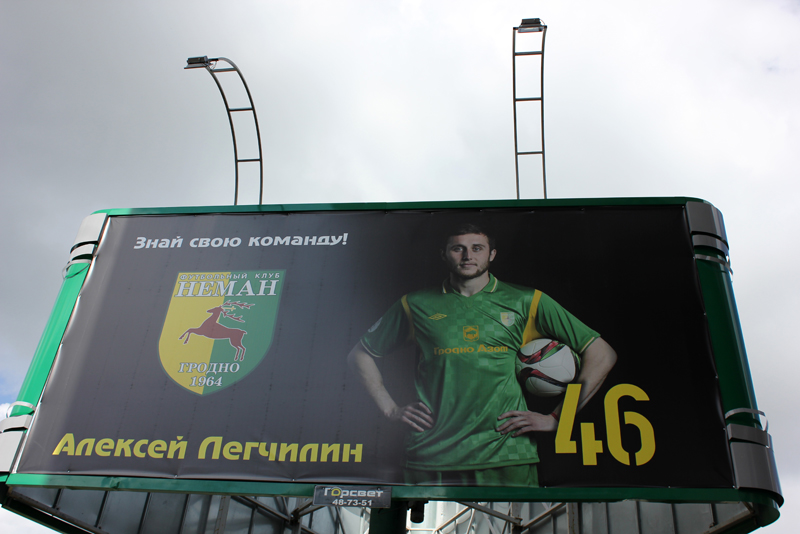 Знай свою команду!
ФУТБОЛЬНЫЙ КЛУБ
НЕМАН
ГРОДНО
1964
Гродно Азот
46
Алексей Легчилин
Горсвет
48-73-51